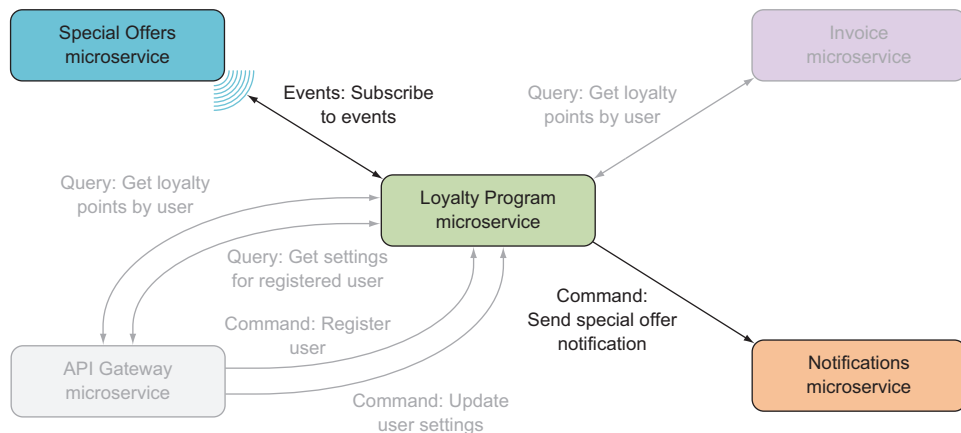 Special Offers
microservice
Invoice
microservice
Events: Subscribe
to events
Query: Get loyalty
points by user
Query: Get loyalty
points by user
Loyalty Program
microservice
Query: Get settings
for registered user
Command:
Send special offer
notification
Command: Register
user
API Gateway
microservice
Notifications
microservice
Command: Update
user settings